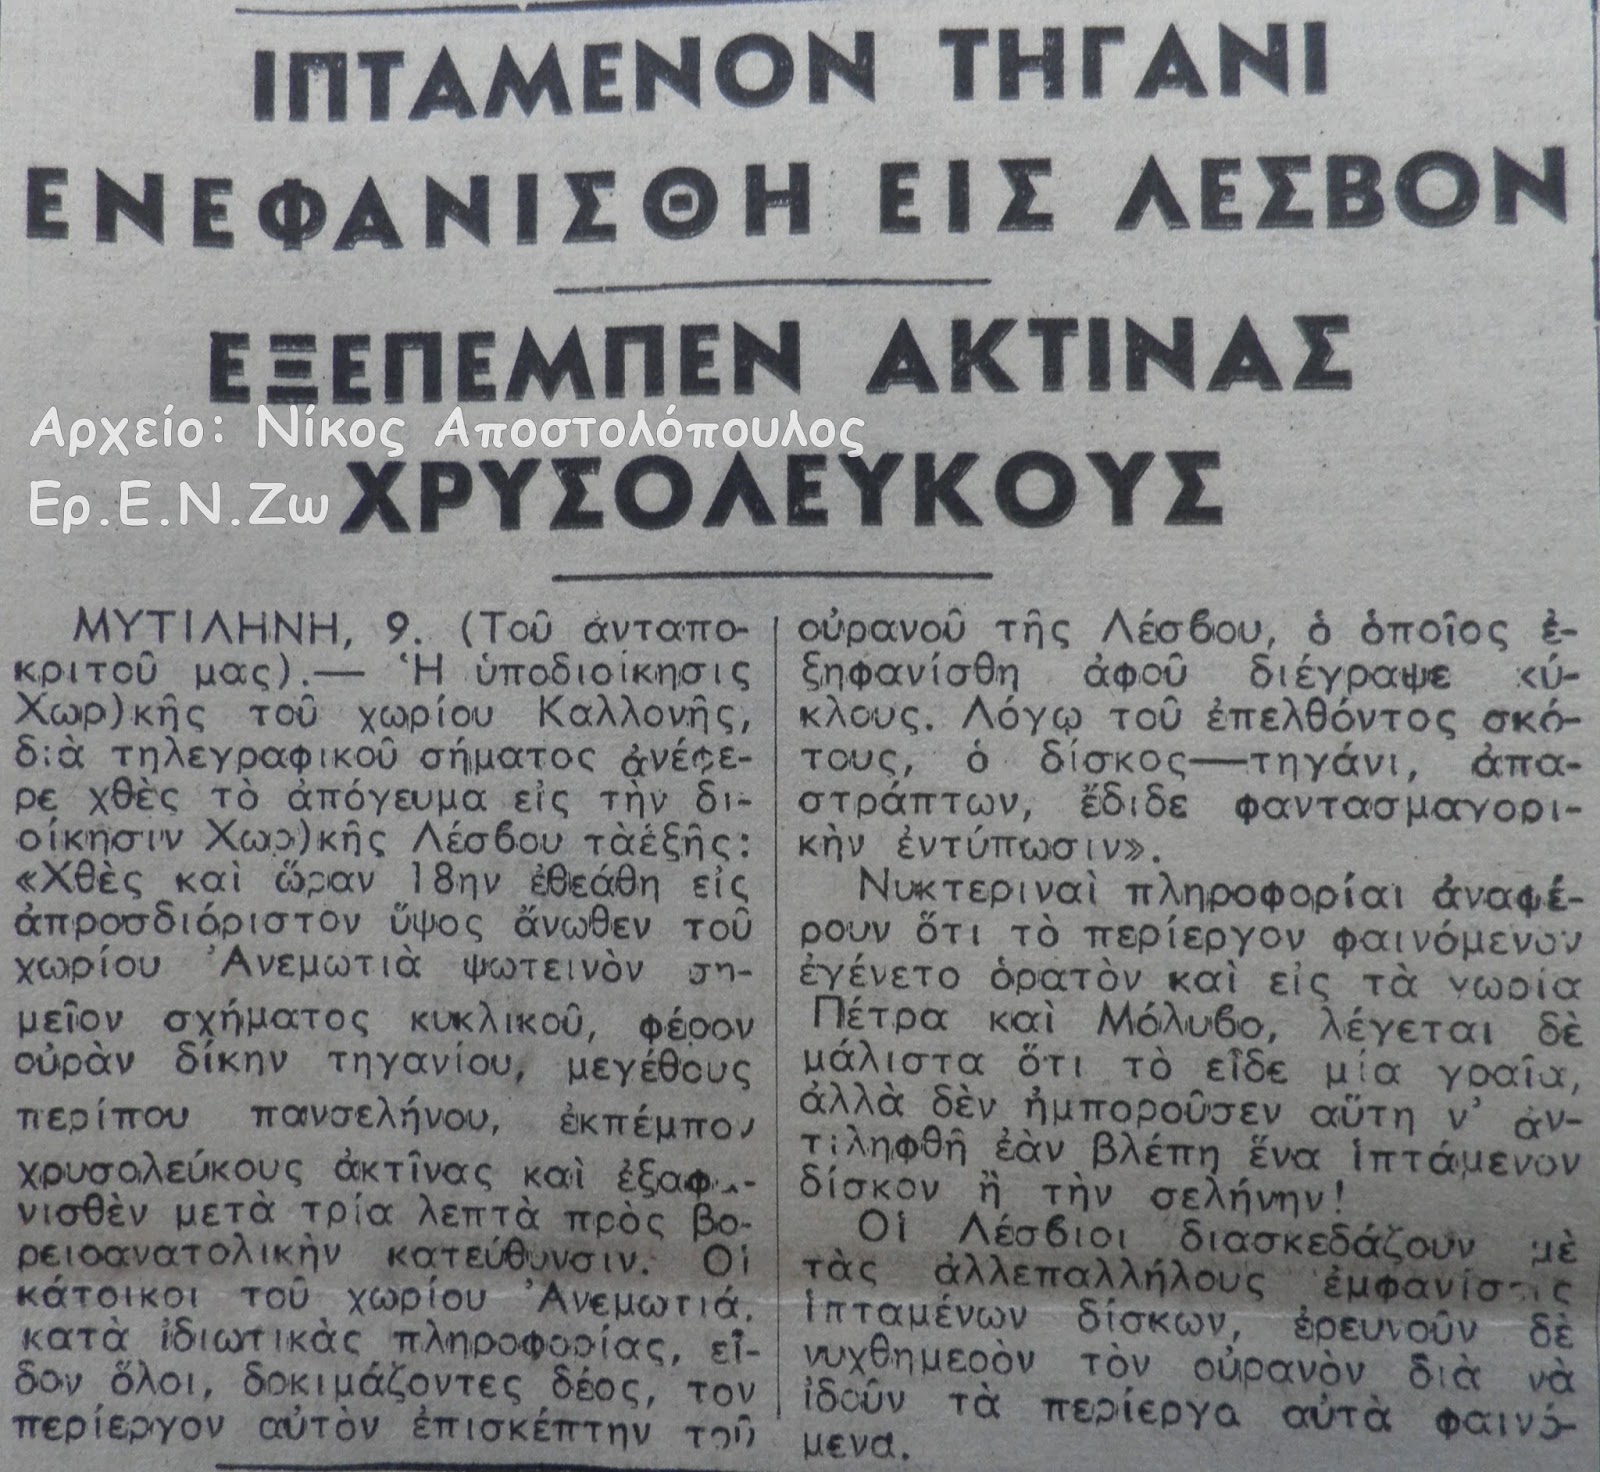 ΙΠΤΑΜΕΝΟΝ ΤΗΓΑΝΙ
ΕΝΕΦΑΝΙΣΘΗ ΕΙΣ ΛΕΣΒΟΝ
ΕΞΕΠΕΜΠΕΝ ΑΚΤΙΝΑΣ
Αρχείο: Νίκος Αποστολόπουλος
Ερ.Ε.Ν.Ζω
ΧΡΥΣΟΛΕΥΚΟΥΣ
ΜΥΤΙΛΗΝΗ, 9. (Τοῦ ἀνταπο-
κριτοῦ μας).— Ἡ ὑποδιοίκησις
Χωρ)κῆς τοῦ χωρίου Καλλονῆς,
διὰ τηλεγραφικοῦ σήματος ἀνέφε-
ρε χθὲς τὸ ἀπόγευμα εἰς τὴν δι-
οίκησιν Χωρ)κῆς Λέσβου τὰἑξῆς:
«Χθὲς καὶ ὥραν 18ην ἐθεάθη εἰς
ἀπροσδιόριστον ὕψος ἄνωθεν τοῦ
χωρίου Ἀνεμωτιὰ ψωτεινὸν ση-
μεῖον σχήματος κυκλικοῦ, φέρον
οὐρὰν δίκην τηγανίου, μεγέθους
περίπου πανσελήνου, ἐκπέμπον
χρυσολεύκους ἀκτῖνας καὶ ἐξαφα-
νισθὲν μετὰ τρία λεπτὰ πρὸς βο-
ρειοανατολικὴν κατεύθυνσιν. Οἱ
κάτοικοι τοῦ χωρίου Ἀνεμωτιά,
κατὰ ἰδιωτικὰς πληροφορίας, εἶ-
δον ὅλοι, δοκιμάζοντες δέος, τον
περίεργον αὐτὸν ἐπισκέπτην τοῦ
οὐρανοῦ τῆς Λέσβου, ὁ ὁποῖος ἐ-
ξηφανίσθη ἀφοῦ διέγραψε κύ-
κλους. Λόγῳ τοῦ ἐπελθόντος σκό-
τους, ὁ δίσκος—τηγάνι, ἀπα-
στράπτων, ἔδιδε φαντασμαγορι-
κὴν ἐντύπωσιν».
Νυκτεριναὶ πληροφορίαι ἀναφέ-
ρουν ὅτι τὸ περίεργον φαινόμενον
ἐγένετο ὁρατὸν καὶ εἰς τὰ χωρία
Πέτρα καὶ Μόλυβο, λέγεται δὲ
μάλιστα ὅτι τὸ εἶδε μία γραῖα,
ἀλλὰ δὲν ἠμποροῦσεν αὕτη ν' ἀν-
τιληφθῆ ἐὰν βλέπη ἕνα ἱπτάμενον
δίσκον ἢ τὴν σελήνην!
Οἱ Λέσβιοι διασκεδάζουν μὲ
τὰς ἀλλεπαλλήλους ἐμφανίσεις
ἱπταμένων δίσκων, ἐρευνοῦν δὲ
νυχθημερὸν τὸν οὐρανὸν διὰ νὰ
ἰδοῦν τὰ περίεργα αὐτὰ φαινό-
μενα.